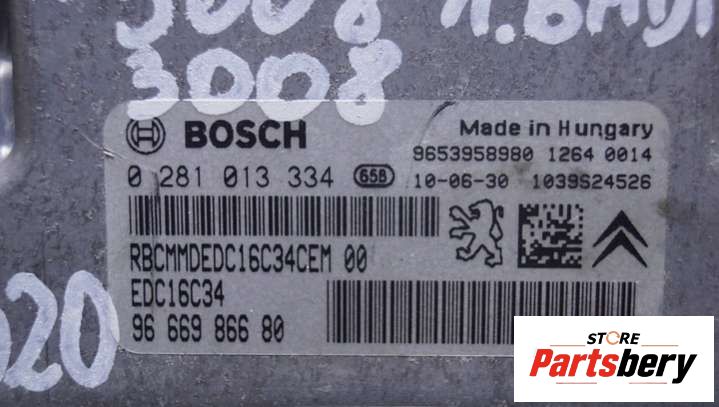 3008
3008
BOSCH
Made in Hungary
9653958980 1264 0014
0 281 013 334 65B 10-06-30 1039S24526
RBCMMDEDC16C34CEM 00
EDC16C34
96 669 866 80
020
STORE
Partsbery